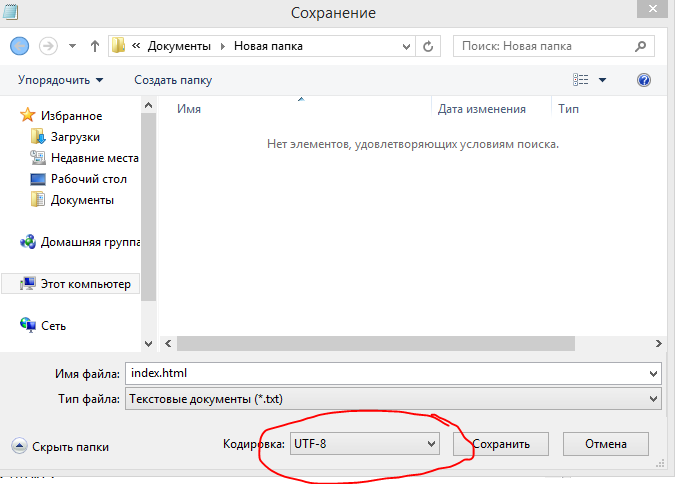 Сохранение
« Документы Новая папка
Поиск: Новая папка
Упорядочить
Создать папку
Избранное
Загрузки
Недавние места
Рабочий стол
Документы
Домашняя группа
Этот компьютер
Сеть
Имя
Дата изменения
Тип
Нет элементов, удовлетворяющих условиям поиска.
Имя файла: index.html
Тип файла: Текстовые документы (*.txt)
Скрыть папки
Кодировка: UTF-8
Сохранить
Отмена